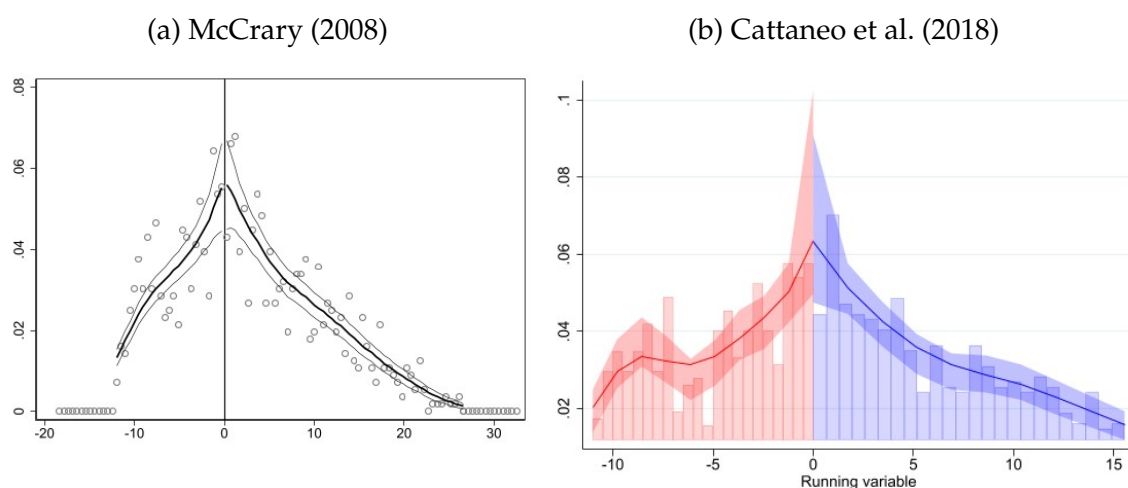 (a) McCrary (2008)
.08
.06
.04
.02
0
-20 -10 0 10 20 30
(b) Cattaneo et al. (2018)
.1
.08
.06
.04
.02
-10 -5 0 5 10 15
Running variable